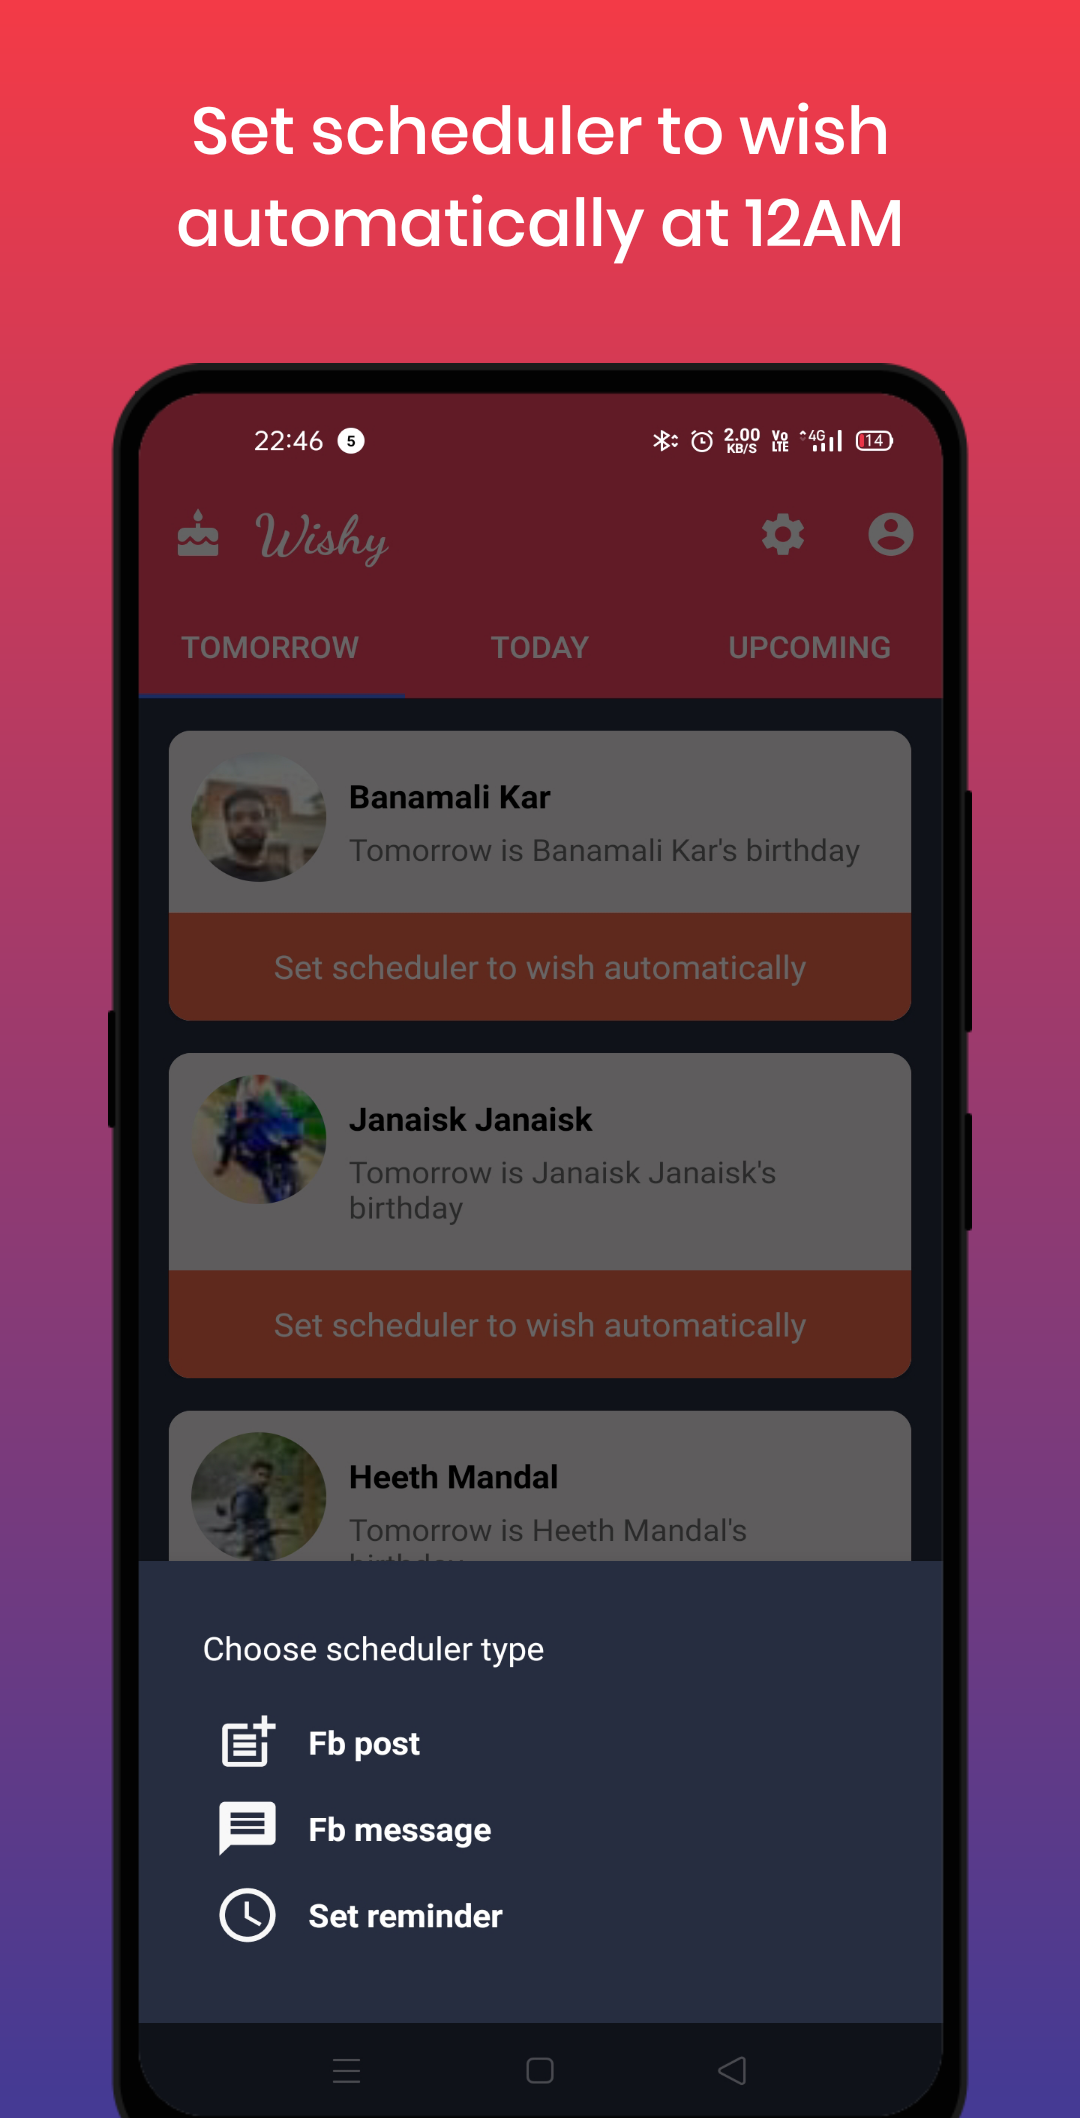 Set scheduler to wish
automatically at 12AM
22:46 5 2.00 KB/S Vo LTE 4G 14
Wishy
TOMORROW TODAY UPCOMING
Banamali Kar
Tomorrow is Banamali Kar's birthday
Set scheduler to wish automatically
Janaisk Janaisk
Tomorrow is Janaisk Janaisk's
birthday
Set scheduler to wish automatically
Heeth Mandal
Tomorrow is Heeth Mandal's
birthday
Choose scheduler type
Fb post
Fb message
Set reminder